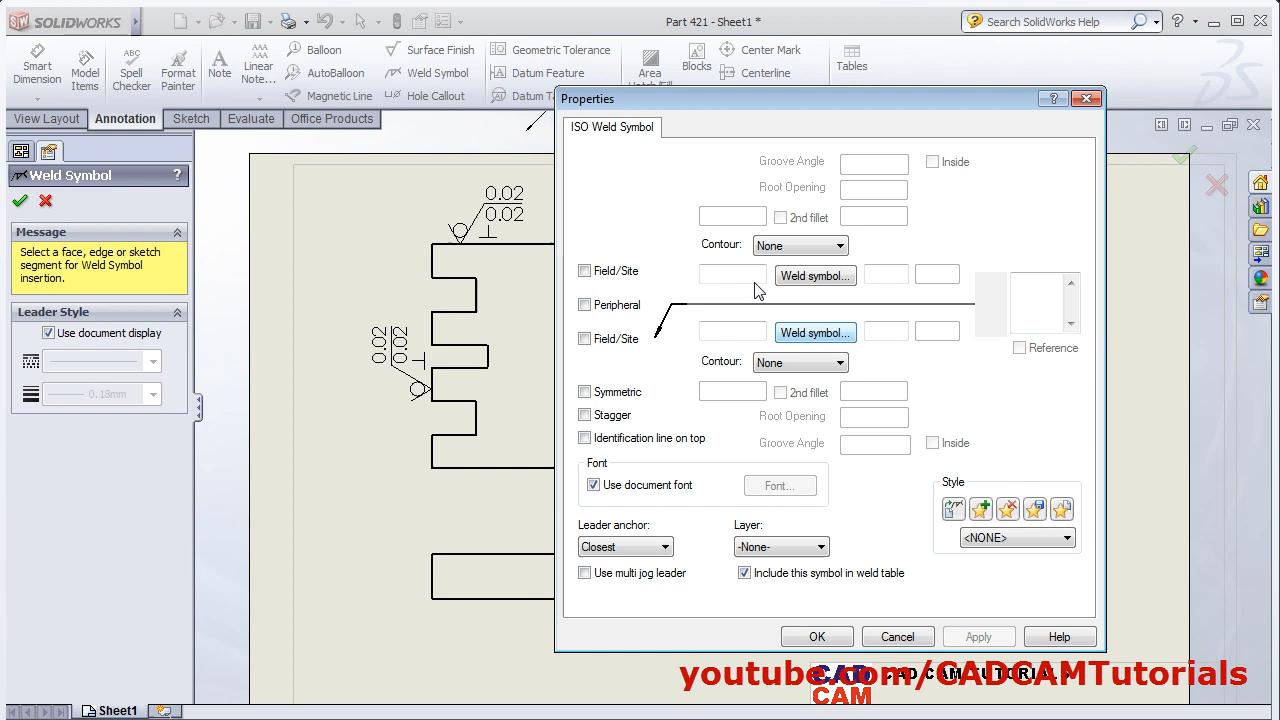 SOLIDWORKS
Part 421 - Sheet1 *
Search SolidWorks Help
Smart Dimension
Model Items
Spell Checker
Format Painter
Note
Linear Note...
Balloon
AutoBalloon
Magnetic Line
Surface Finish
Weld Symbol
Hole Callout
Geometric Tolerance
Datum Feature
Datum T
Area
Blocks
Center Mark
Centerline
Tables
View Layout
Annotation
Sketch
Evaluate
Office Products
Weld Symbol
?
Message
Select a face, edge or sketch
segment for Weld Symbol
insertion.
Leader Style
Use document display
0.18mm
0.02
0.02
0.02
0.02
Properties
ISO Weld Symbol
Groove Angle
Inside
Root Opening
2nd fillet
Contour:
None
Field/Site
Weld symbol...
Peripheral
Field/Site
Weld symbol...
Reference
Contour:
None
Symmetric
2nd fillet
Stagger
Root Opening
Identification line on top
Groove Angle
Inside
Font
Use document font
Font...
Style
<NONE>
Leader anchor:
Layer:
Closest
-None-
Use multi jog leader
Include this symbol in weld table
OK
Cancel
Apply
Help
youtube.com/CADCAMTutorials
CAD
CAM
CAD CAM TUTORIALS
Sheet1